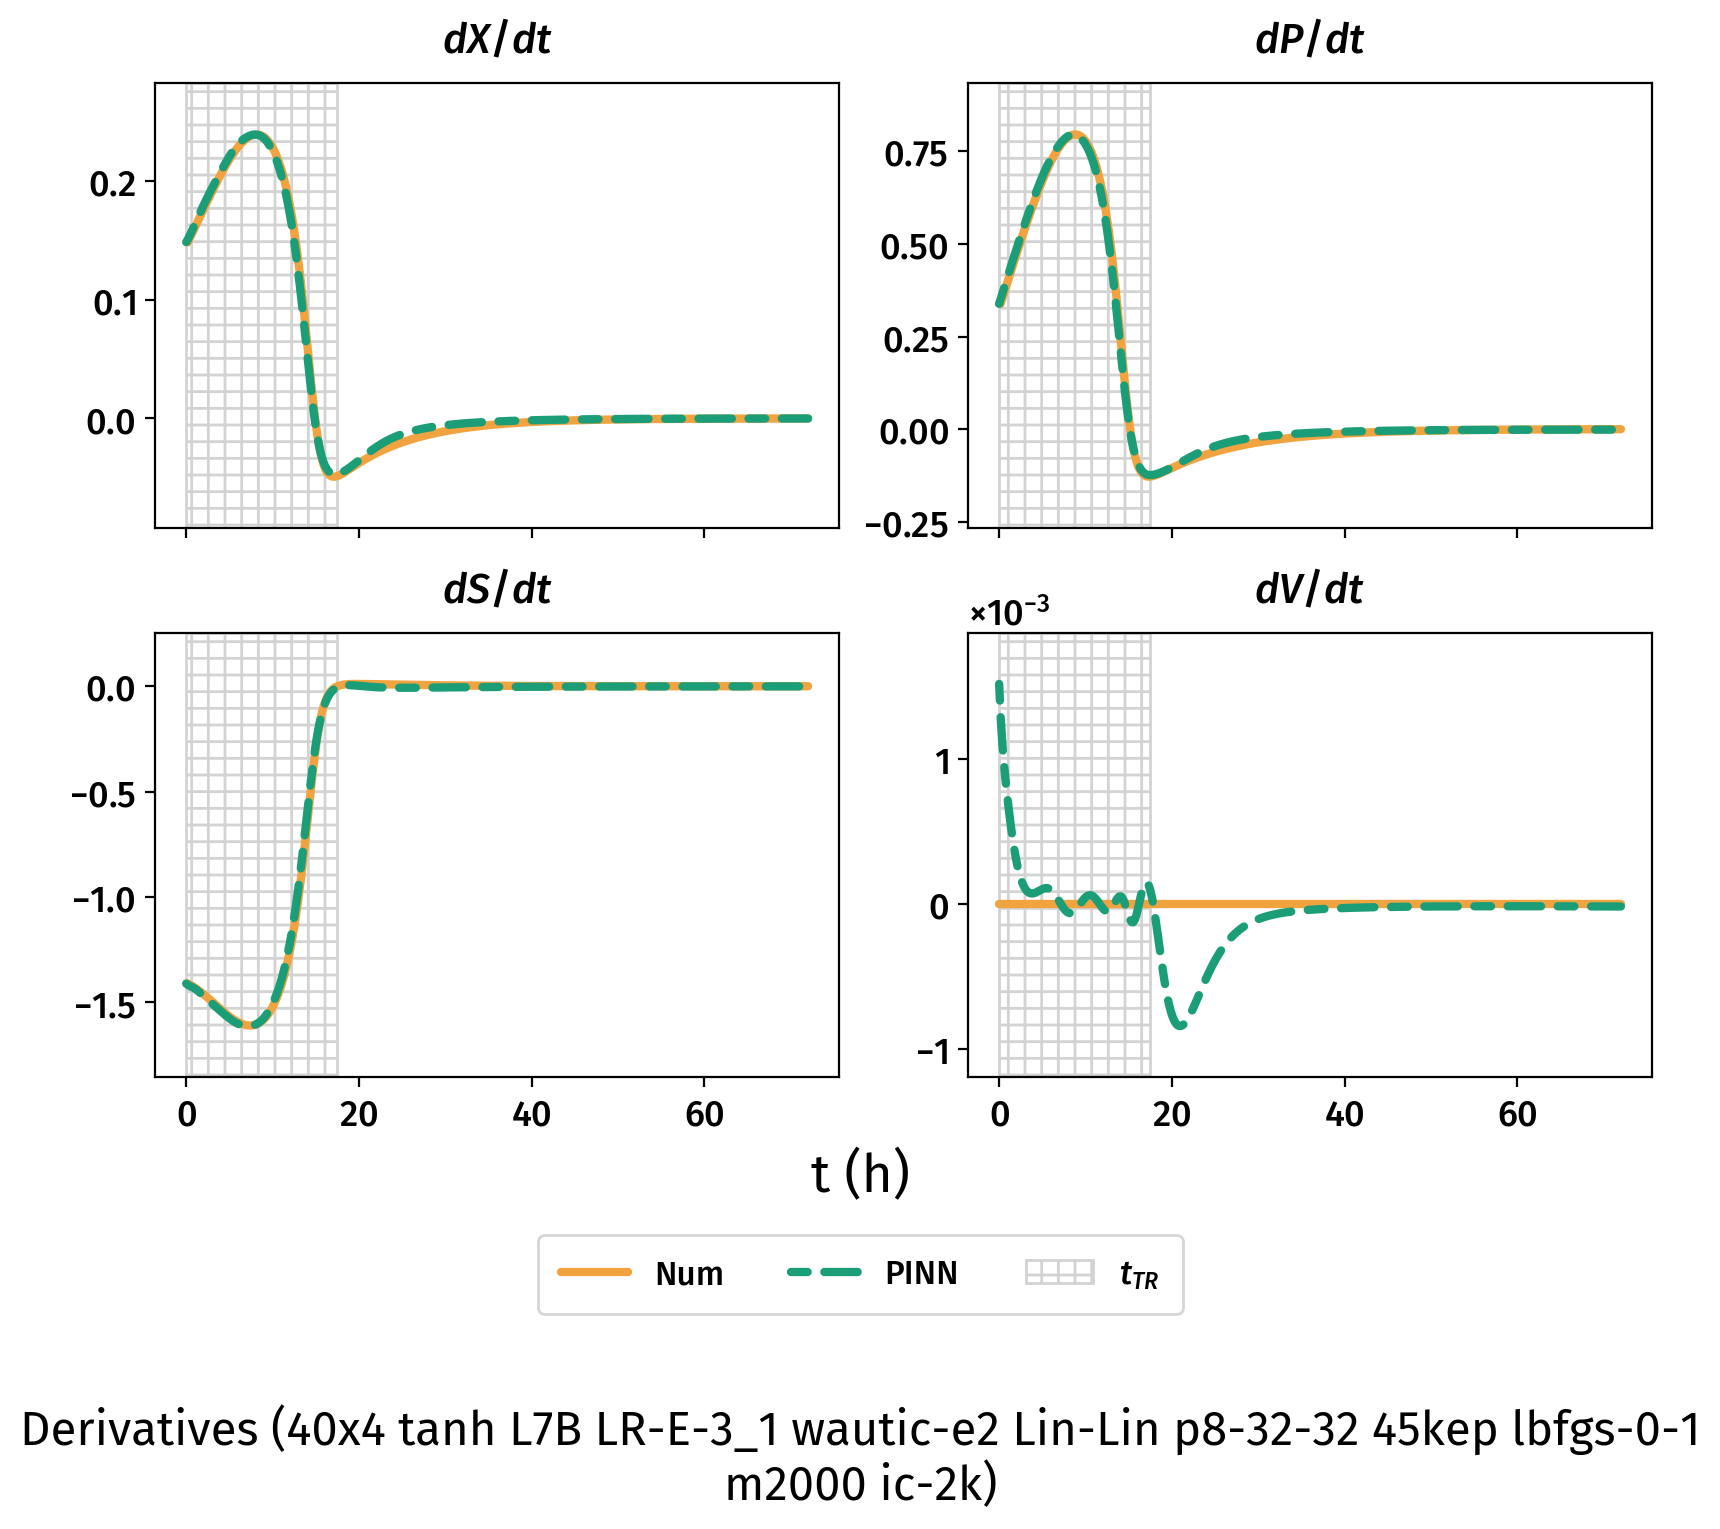 dX/dt
dP/dt
0.2
0.1
0.0
0.75
0.50
0.25
0.00
−0.25
dS/dt
dV/dt
×10⁻³
0.0
−0.5
−1.0
−1.5
1
0
−1
0 20 40 60
0 20 40 60
t (h)
Num PINN t_TR
Derivatives (40x4 tanh L7B LR-E-3_1 wautic-e2 Lin-Lin p8-32-32 45kep lbfgs-0-1
m2000 ic-2k)